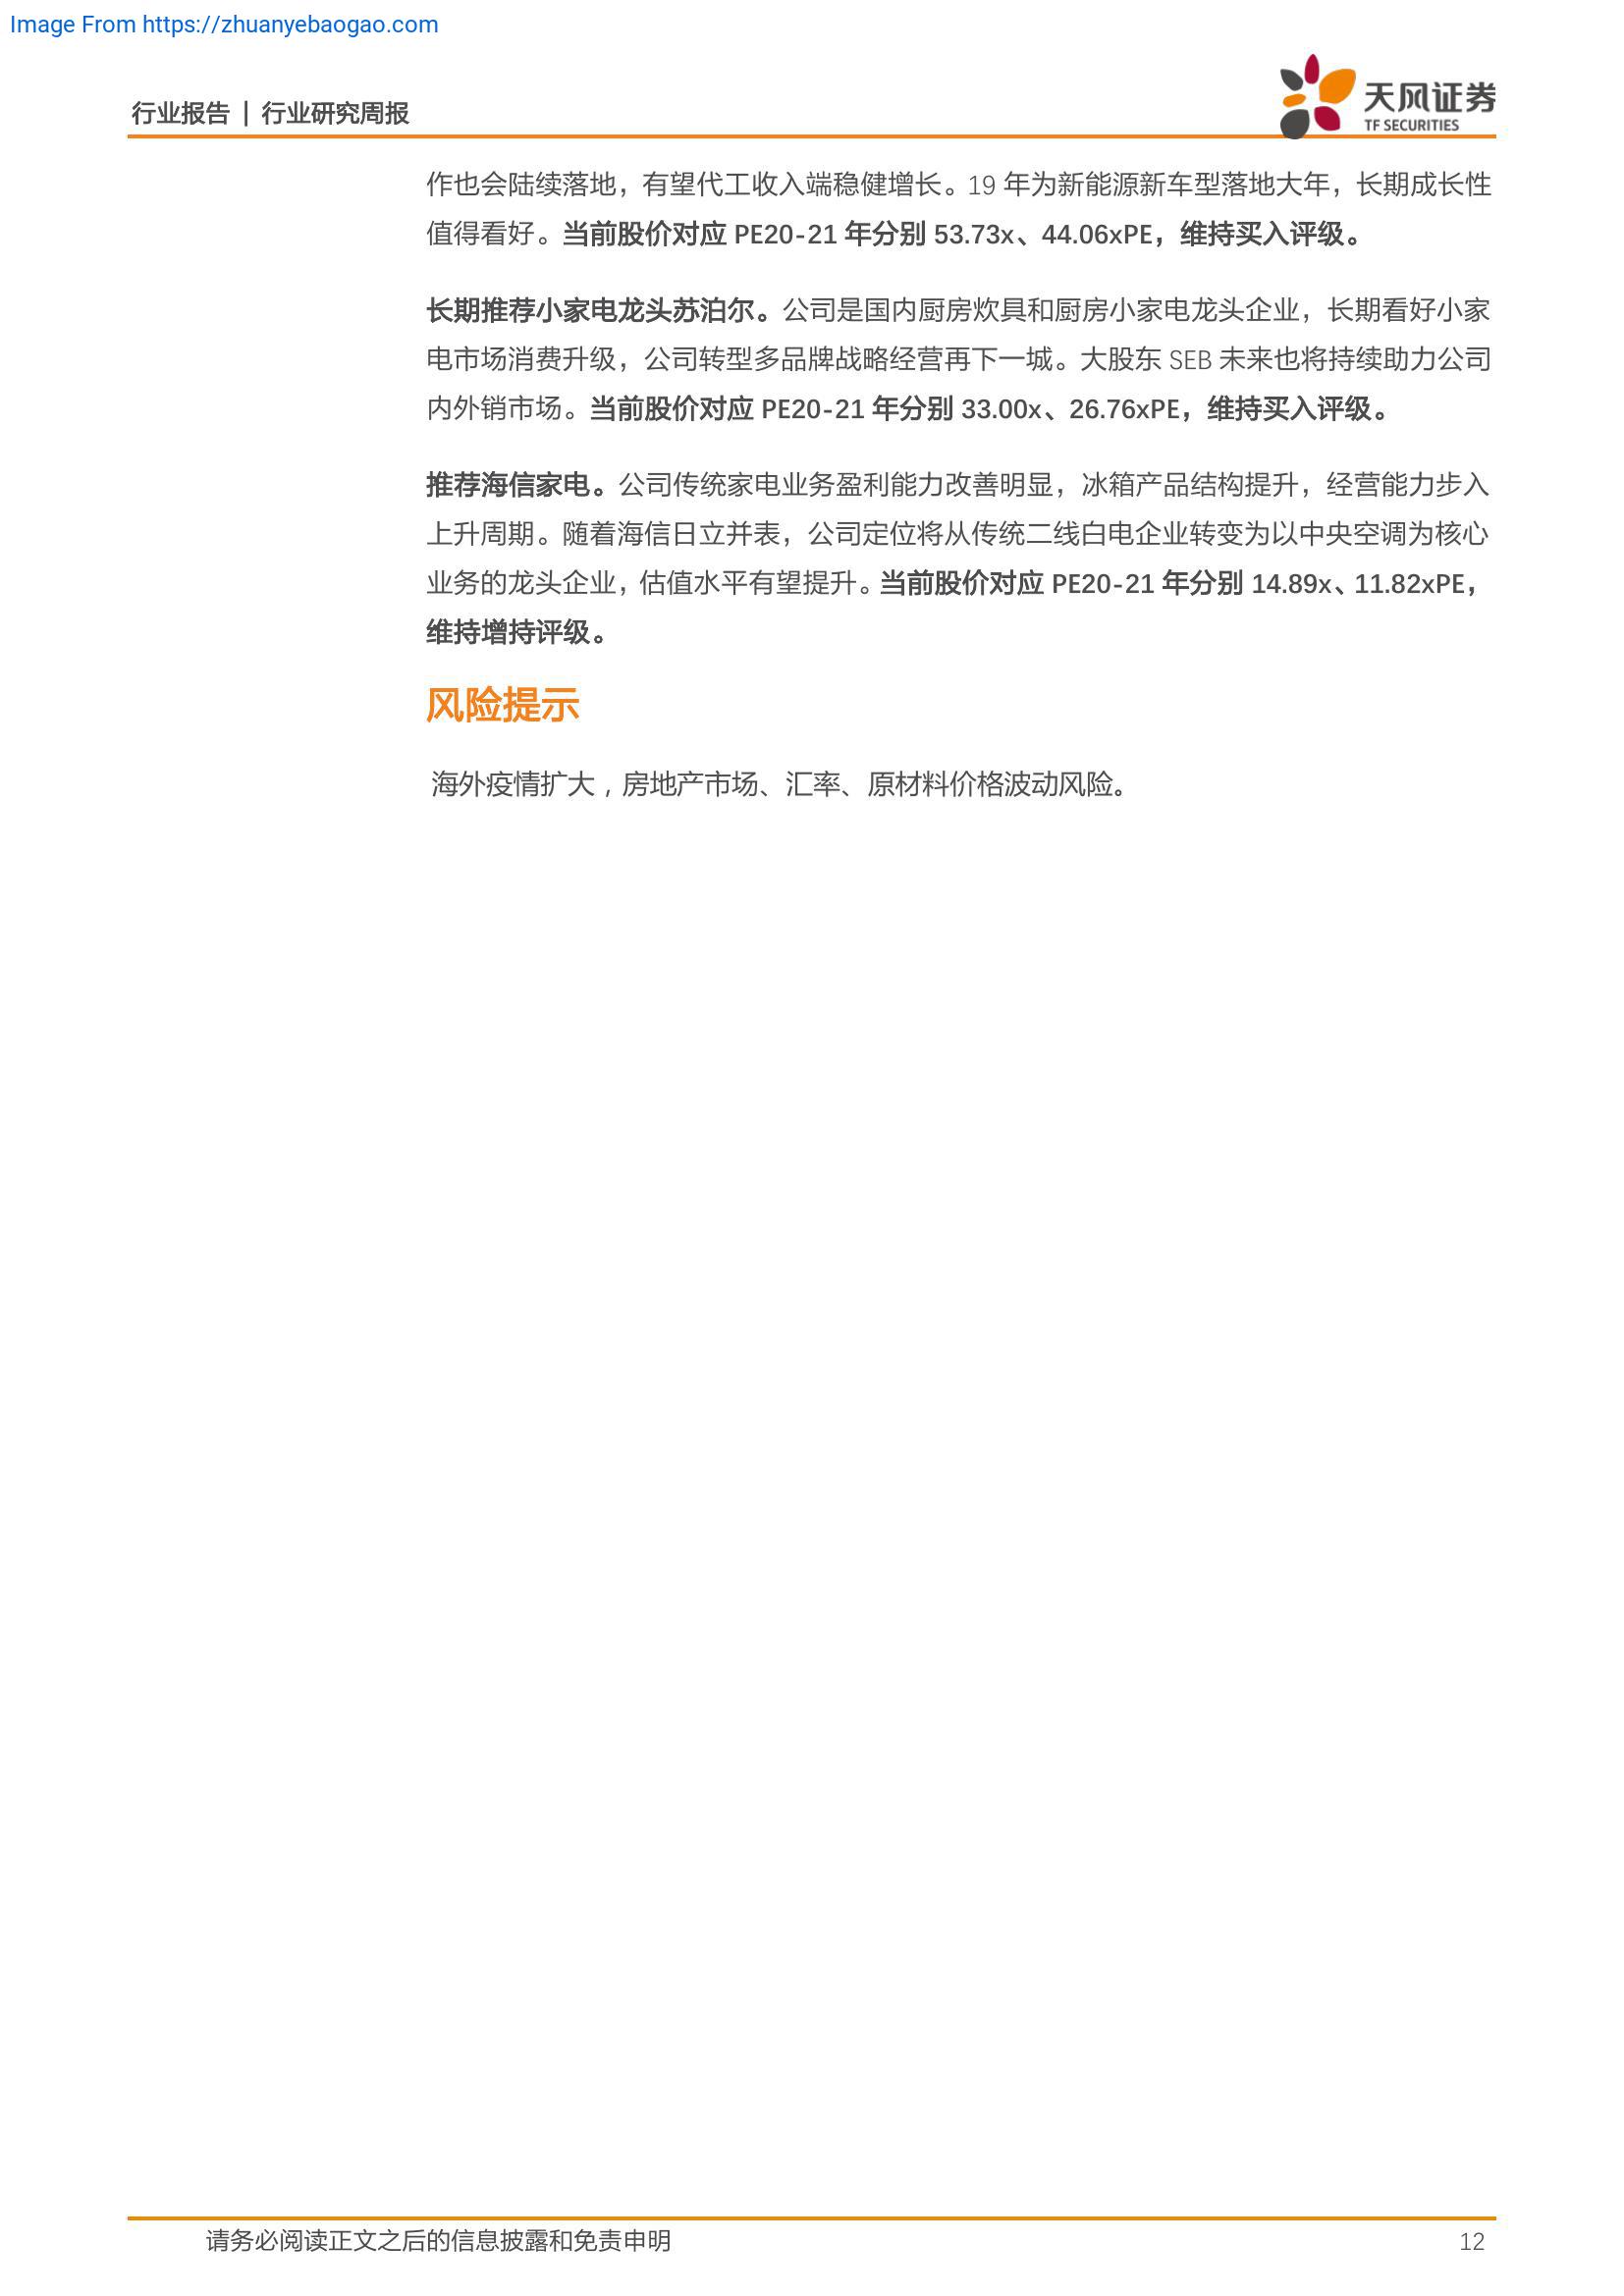 Image From https://zhuanyebaogao.com
行业报告 | 行业研究周报
天风证券
TF SECURITIES
作也会陆续落地，有望代工收入端稳健增长。19 年为新能源新车型落地大年，长期成长性
值得看好。当前股价对应 PE20-21 年分别 53.73x、44.06xPE，维持买入评级。
长期推荐小家电龙头苏泊尔。公司是国内厨房炊具和厨房小家电龙头企业，长期看好小家
电市场消费升级，公司转型多品牌战略经营再下一城。大股东 SEB 未来也将持续助力公司
内外销市场。当前股价对应 PE20-21 年分别 33.00x、26.76xPE，维持买入评级。
推荐海信家电。公司传统家电业务盈利能力改善明显，冰箱产品结构提升，经营能力步入
上升周期。随着海信日立并表，公司定位将从传统二线白电企业转变为以中央空调为核心
业务的龙头企业，估值水平有望提升。当前股价对应 PE20-21 年分别 14.89x、11.82xPE，
维持增持评级。
风险提示
海外疫情扩大，房地产市场、汇率、原材料价格波动风险。
请务必阅读正文之后的信息披露和免责申明
12